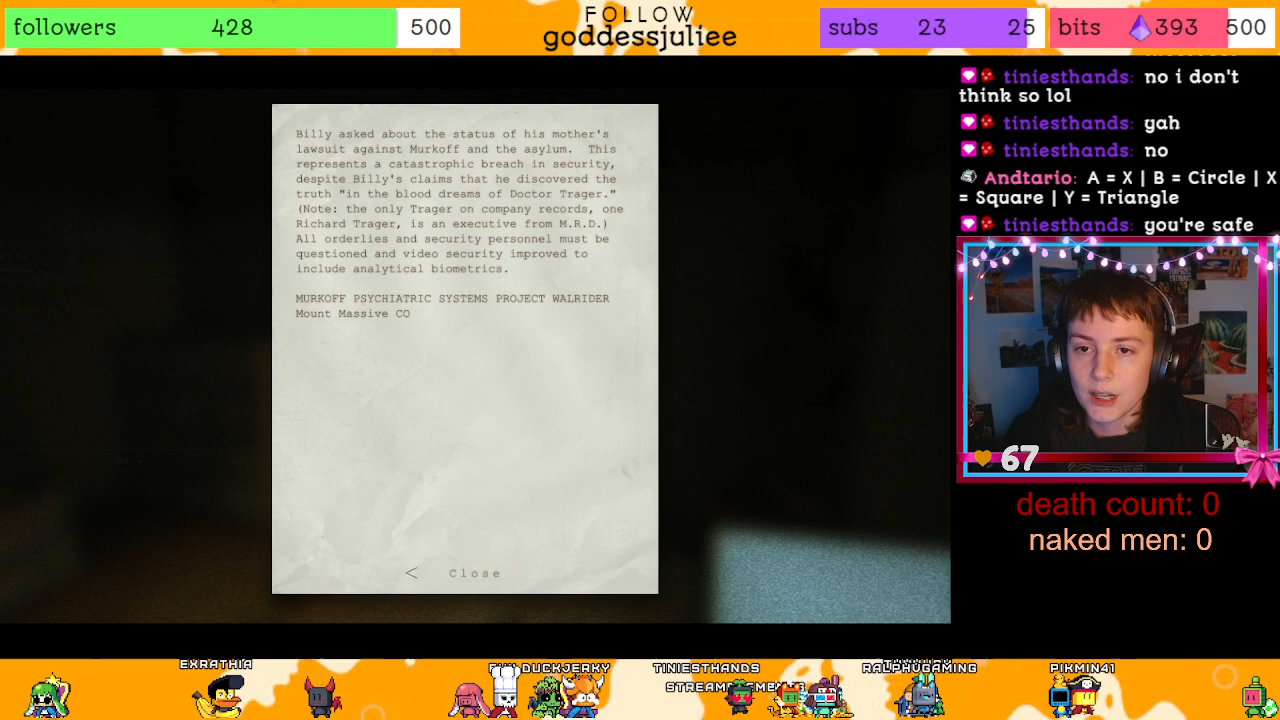 followers 428 500
FOLLOW
goddessjuliee
subs 23 25
bits 393 500
tiniesthands: no i don't
think so lol
tiniesthands: yah
tiniesthands: no
Andtario: A = X | B = Circle | X
= Square | Y = Triangle
tiniesthands: you're safe
Billy asked about the status of his mother's
lawsuit against Murkoff and the asylum. This
represents a catastrophic breach in security,
despite Billy's claims that he discovered the
truth "in the blood dreams of Doctor Trager."
(Note: the only Trager on company records, one
Richard Trager, is an executive from M.R.D.)
All orderlies and security personnel must be
questioned and video security improved to
include analytical biometrics.
MURKOFF PSYCHIATRIC SYSTEMS PROJECT WALRIDER
Mount Massive CO
< Close
67
death count: 0
naked men: 0
EXRATHIA
TINIESTHANDS
RALPHUGAMING
PIKMIN41